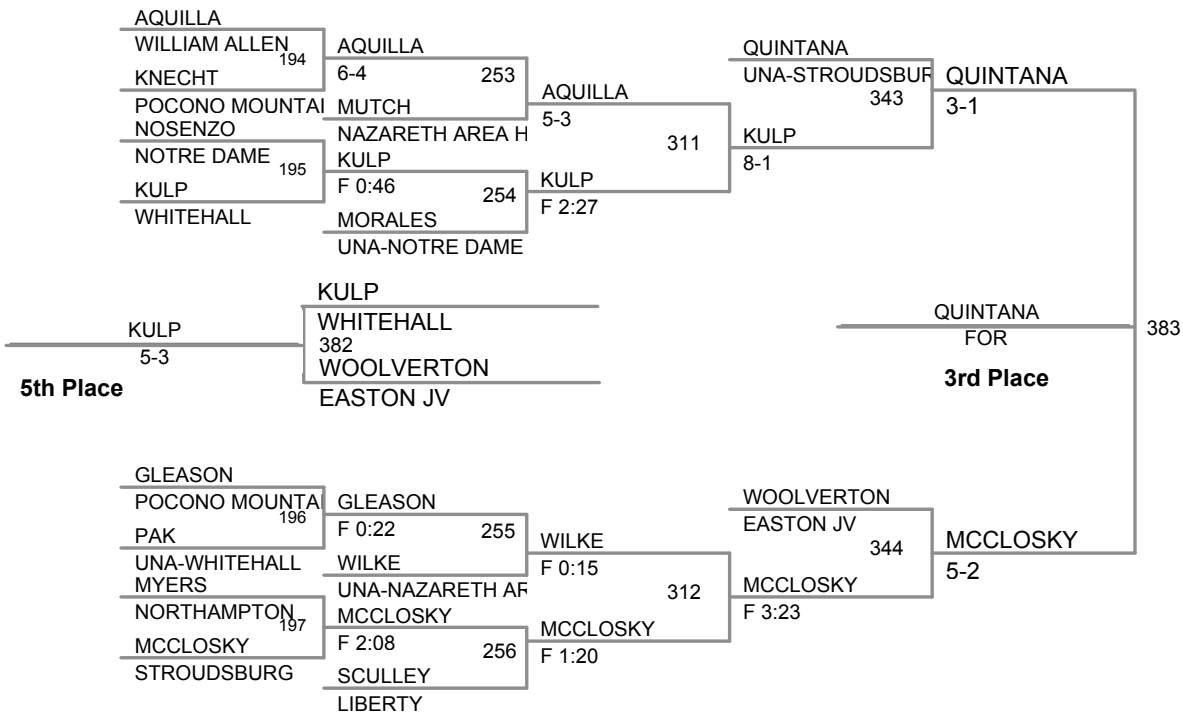 AQUILLA
WILLIAM ALLEN
194
KNECHT
POCONO MOUNTAI
NOSENZO
NOTRE DAME
195
KULP
WHITEHALL
AQUILLA
6-4
253
MUTCH
NAZARETH AREA H
KULP
F 0:46
254
MORALES
UNA-NOTRE DAME
AQUILLA
5-3
311
KULP
F 2:27
QUINTANA
UNA-STROUDSBUR
343
KULP
8-1
QUINTANA
3-1
KULP
WHITEHALL
382
WOOLVERTON
EASTON JV
KULP
5-3
5th Place
QUINTANA
FOR
3rd Place
383
GLEASON
POCONO MOUNTAI
196
PAK
UNA-WHITEHALL
MYERS
NORTHAMPTON
197
MCCLOSKY
STROUDSBURG
GLEASON
F 0:22
255
WILKE
UNA-NAZARETH AR
MCCLOSKY
F 2:08
256
SCULLEY
LIBERTY
WILKE
F 0:15
312
MCCLOSKY
F 1:20
WOOLVERTON
EASTON JV
344
MCCLOSKY
F 3:23
MCCLOSKY
5-2